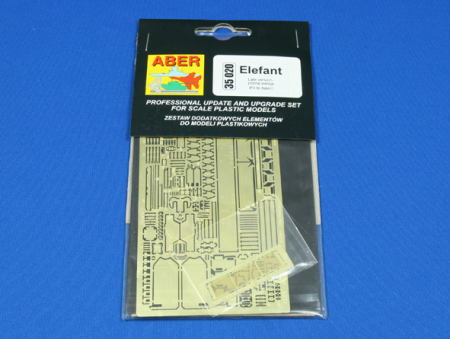 ABER
35 020
Elefant
PROFESSIONAL UPDATE AND UPGRADE SET
FOR SCALE PLASTIC MODELS
ZESTAW DODATKOWYCH ELEMENTÓW
DO MODELI PLASTIKOWYCH